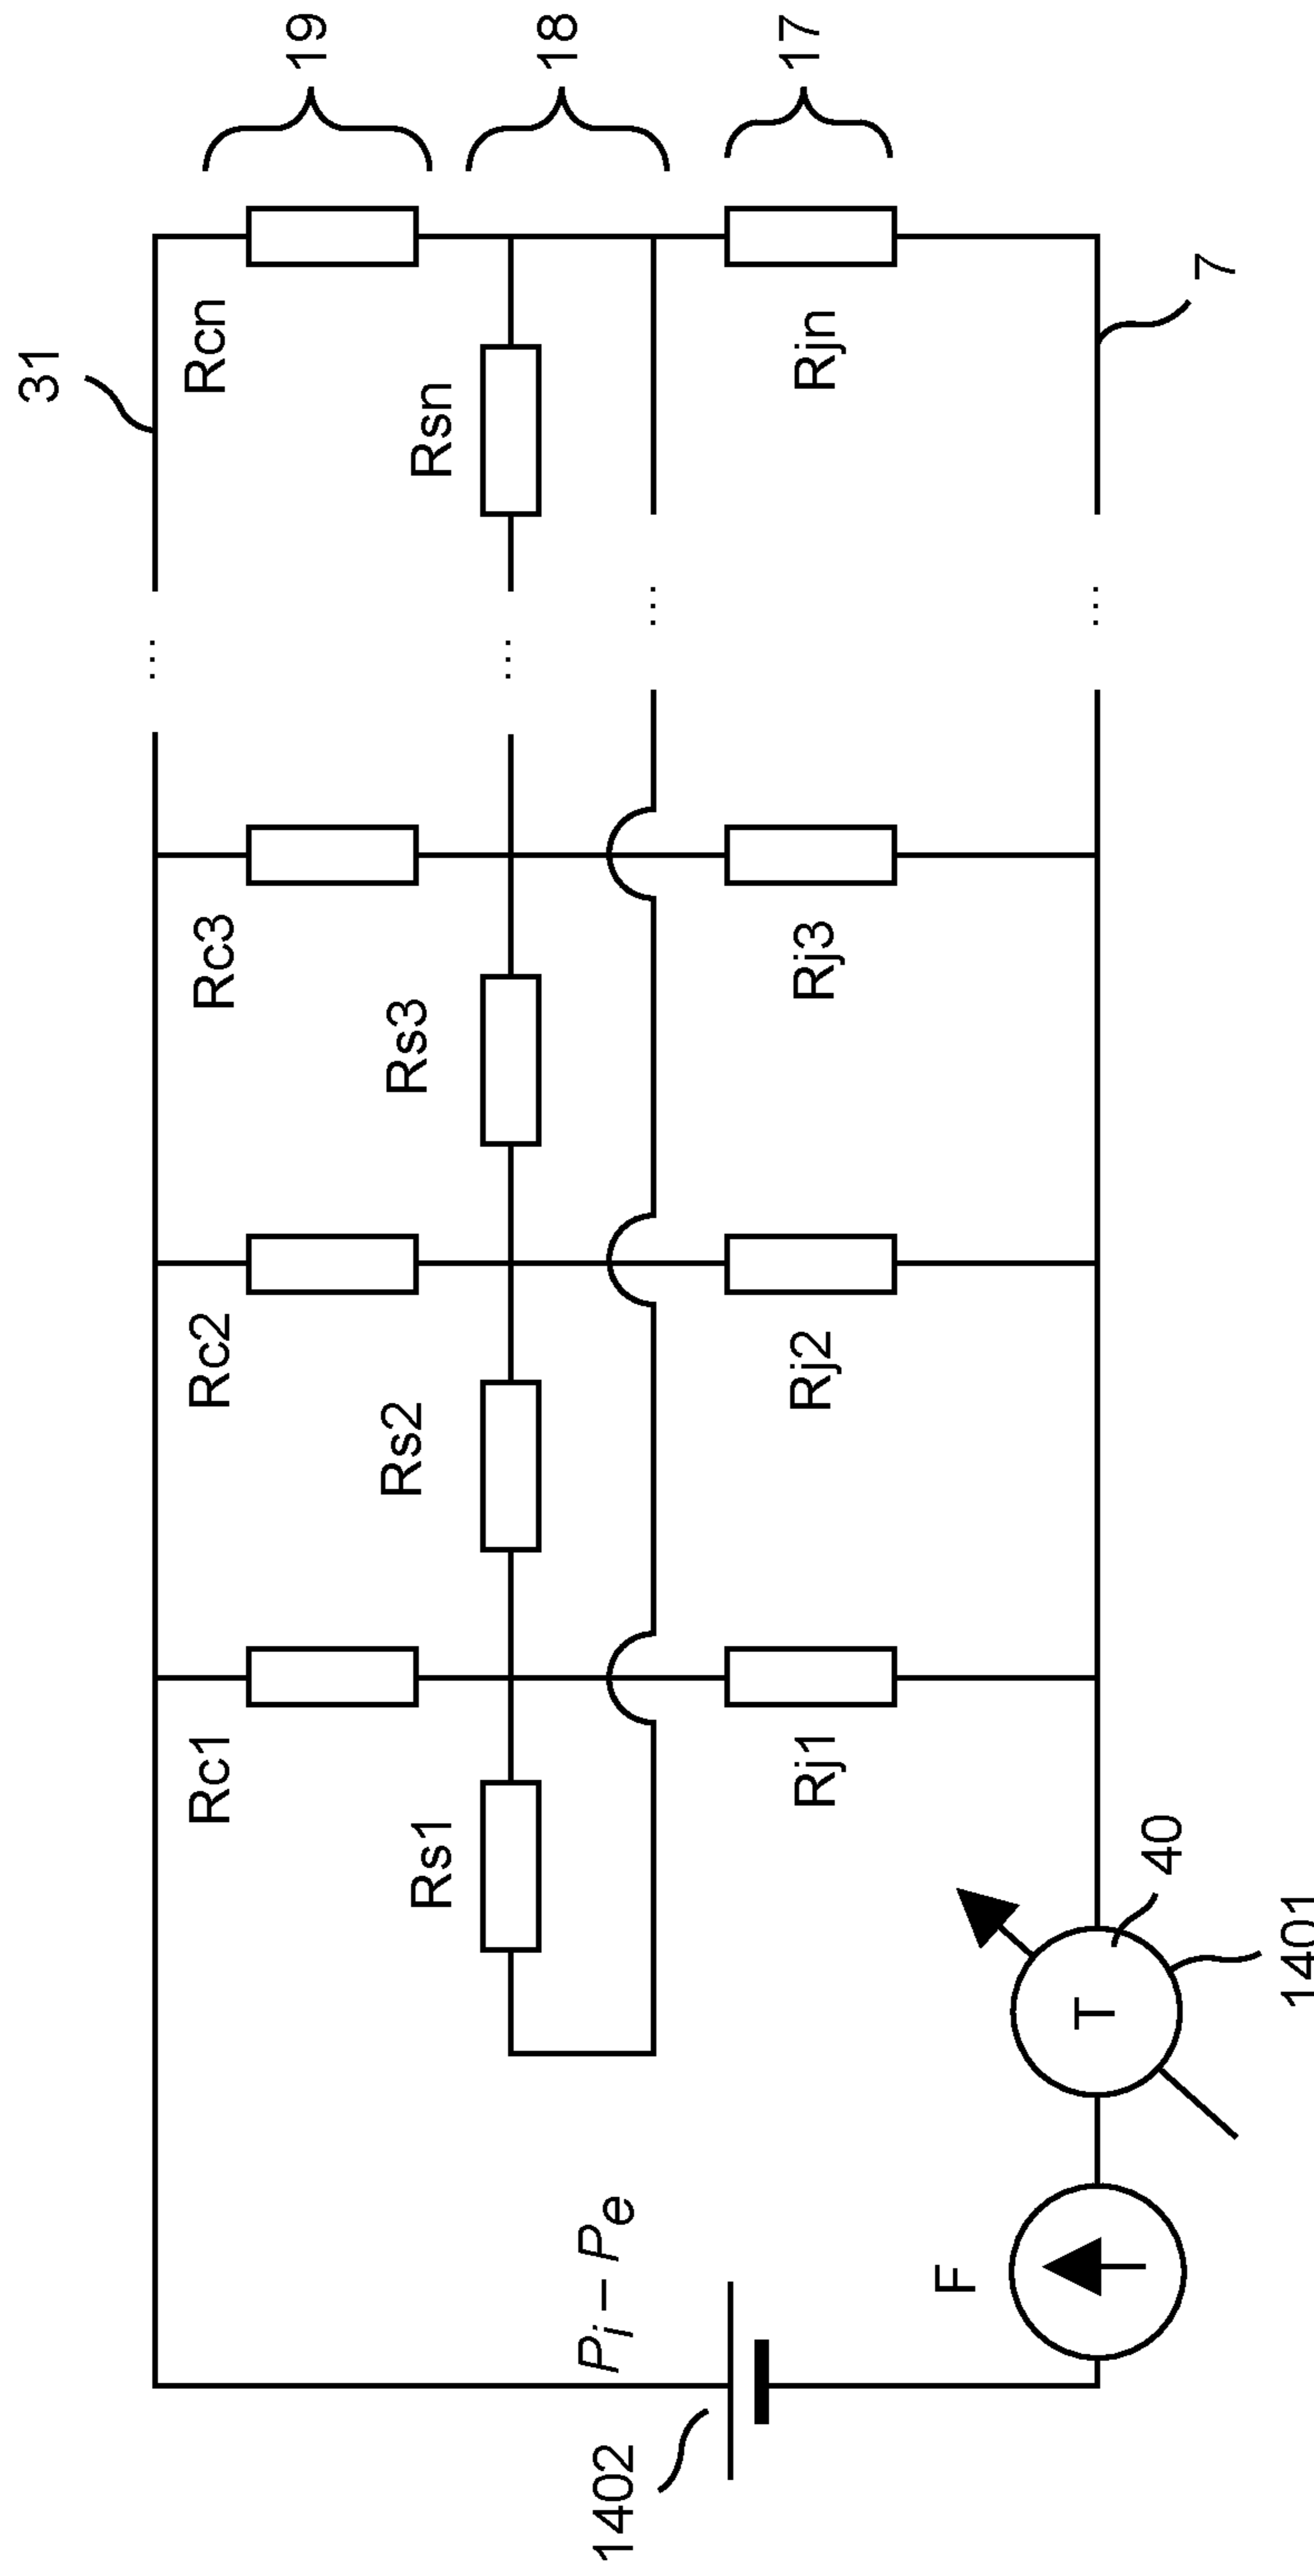 31
Rc1
Rc2
Rc3
...
Rcn
19
Rs1
Rs2
Rs3
...
Rsn
18
...
Rj1
Rj2
Rj3
Rjn
17
1402
Pi – Pe
F
T
40
1401
...
7